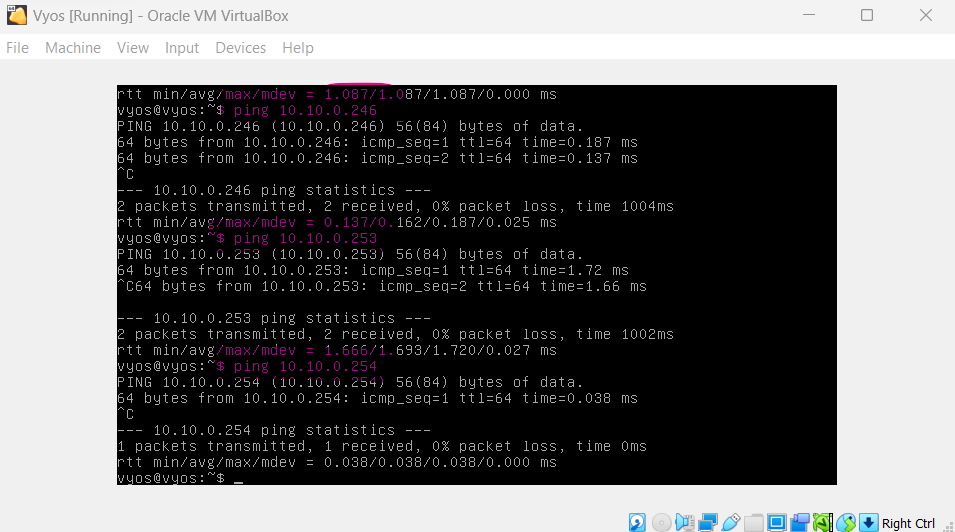 Vyos [Running] - Oracle VM VirtualBox
File Machine View Input Devices Help
rtt min/avg/max/mdev = 1.087/1.087/1.087/0.000 ms
vyos@vyos:~$ ping 10.10.0.246
PING 10.10.0.246 (10.10.0.246) 56(84) bytes of data.
64 bytes from 10.10.0.246: icmp_seq=1 ttl=64 time=0.187 ms
64 bytes from 10.10.0.246: icmp_seq=2 ttl=64 time=0.137 ms
^C
--- 10.10.0.246 ping statistics ---
2 packets transmitted, 2 received, 0% packet loss, time 1004ms
rtt min/avg/max/mdev = 0.137/0.162/0.187/0.025 ms
vyos@vyos:~$ ping 10.10.0.253
PING 10.10.0.253 (10.10.0.253) 56(84) bytes of data.
64 bytes from 10.10.0.253: icmp_seq=1 ttl=64 time=1.72 ms
^C64 bytes from 10.10.0.253: icmp_seq=2 ttl=64 time=1.66 ms
--- 10.10.0.253 ping statistics ---
2 packets transmitted, 2 received, 0% packet loss, time 1002ms
rtt min/avg/max/mdev = 1.666/1.693/1.720/0.027 ms
vyos@vyos:~$ ping 10.10.0.254
PING 10.10.0.254 (10.10.0.254) 56(84) bytes of data.
64 bytes from 10.10.0.254: icmp_seq=1 ttl=64 time=0.038 ms
^C
--- 10.10.0.254 ping statistics ---
1 packets transmitted, 1 received, 0% packet loss, time 0ms
rtt min/avg/max/mdev = 0.038/0.038/0.038/0.000 ms
vyos@vyos:~$ _
Right Ctrl